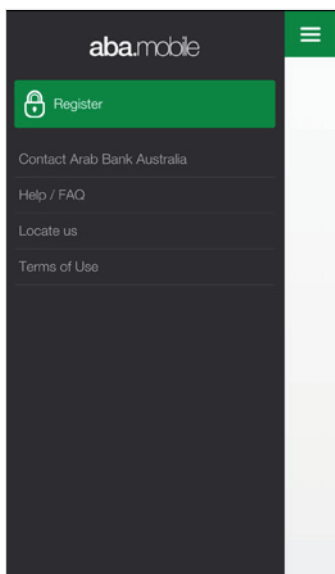 aba.mobile
Register
Contact Arab Bank Australia
Help / FAQ
Locate us
Terms of Use